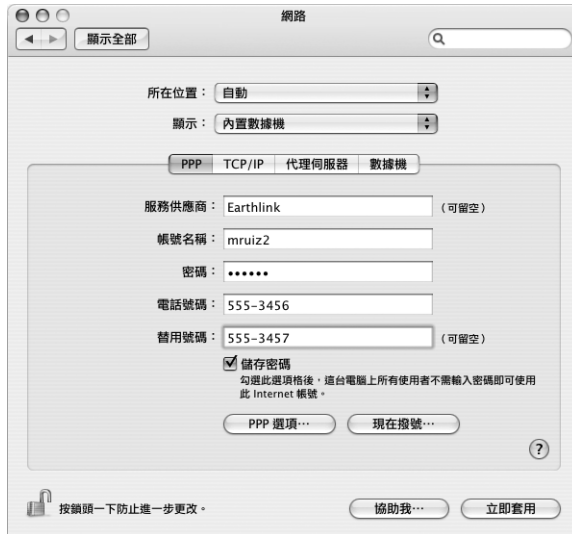 網路
顯示全部
所在位置： 自動
顯示： 內置數據機
PPP TCP/IP 代理伺服器 數據機
服務供應商： Earthlink （可留空）
帳號名稱： mruiz2
密碼： ••••••
電話號碼： 555-3456
替用號碼： 555-3457 （可留空）
儲存密碼
勾選此選項格後，這台電腦上所有使用者不需輸入密碼即可使用
此 Internet 帳號。
PPP 選項⋯ 現在撥號⋯
?
按鎖頭一下防止進一步更改。 協助我⋯ 立即套用